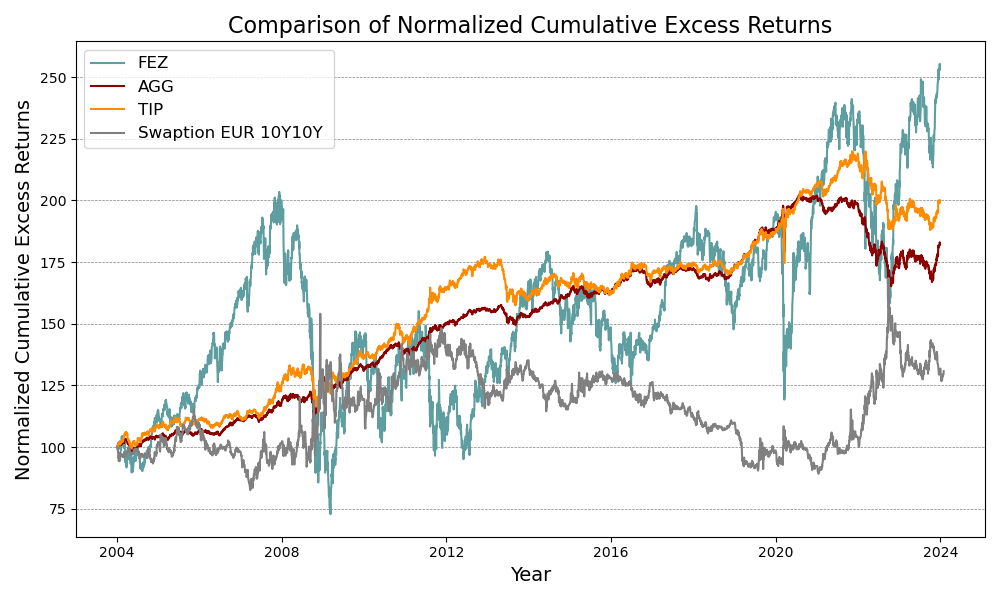 Comparison of Normalized Cumulative Excess Returns
FEZ
AGG
TIP
Swaption EUR 10Y10Y
Normalized Cumulative Excess Returns
250
225
200
175
150
125
100
75
2004
2008
2012
2016
2020
2024
Year